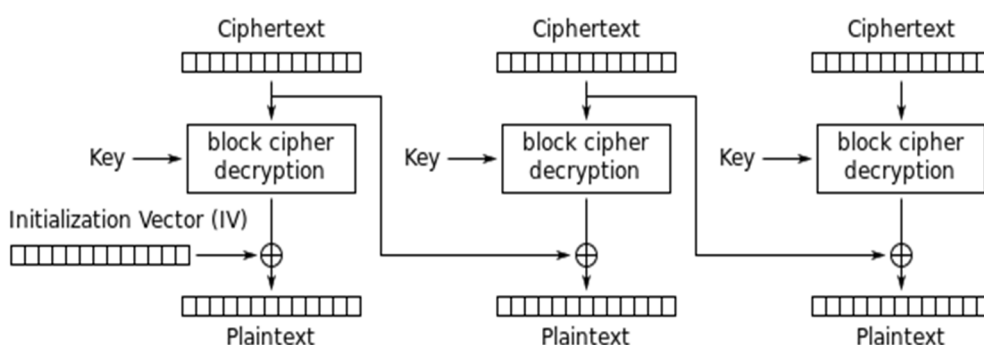 Ciphertext
Ciphertext
Ciphertext
Key
block cipher
decryption
Key
block cipher
decryption
Key
block cipher
decryption
Initialization Vector (IV)
Plaintext
Plaintext
Plaintext